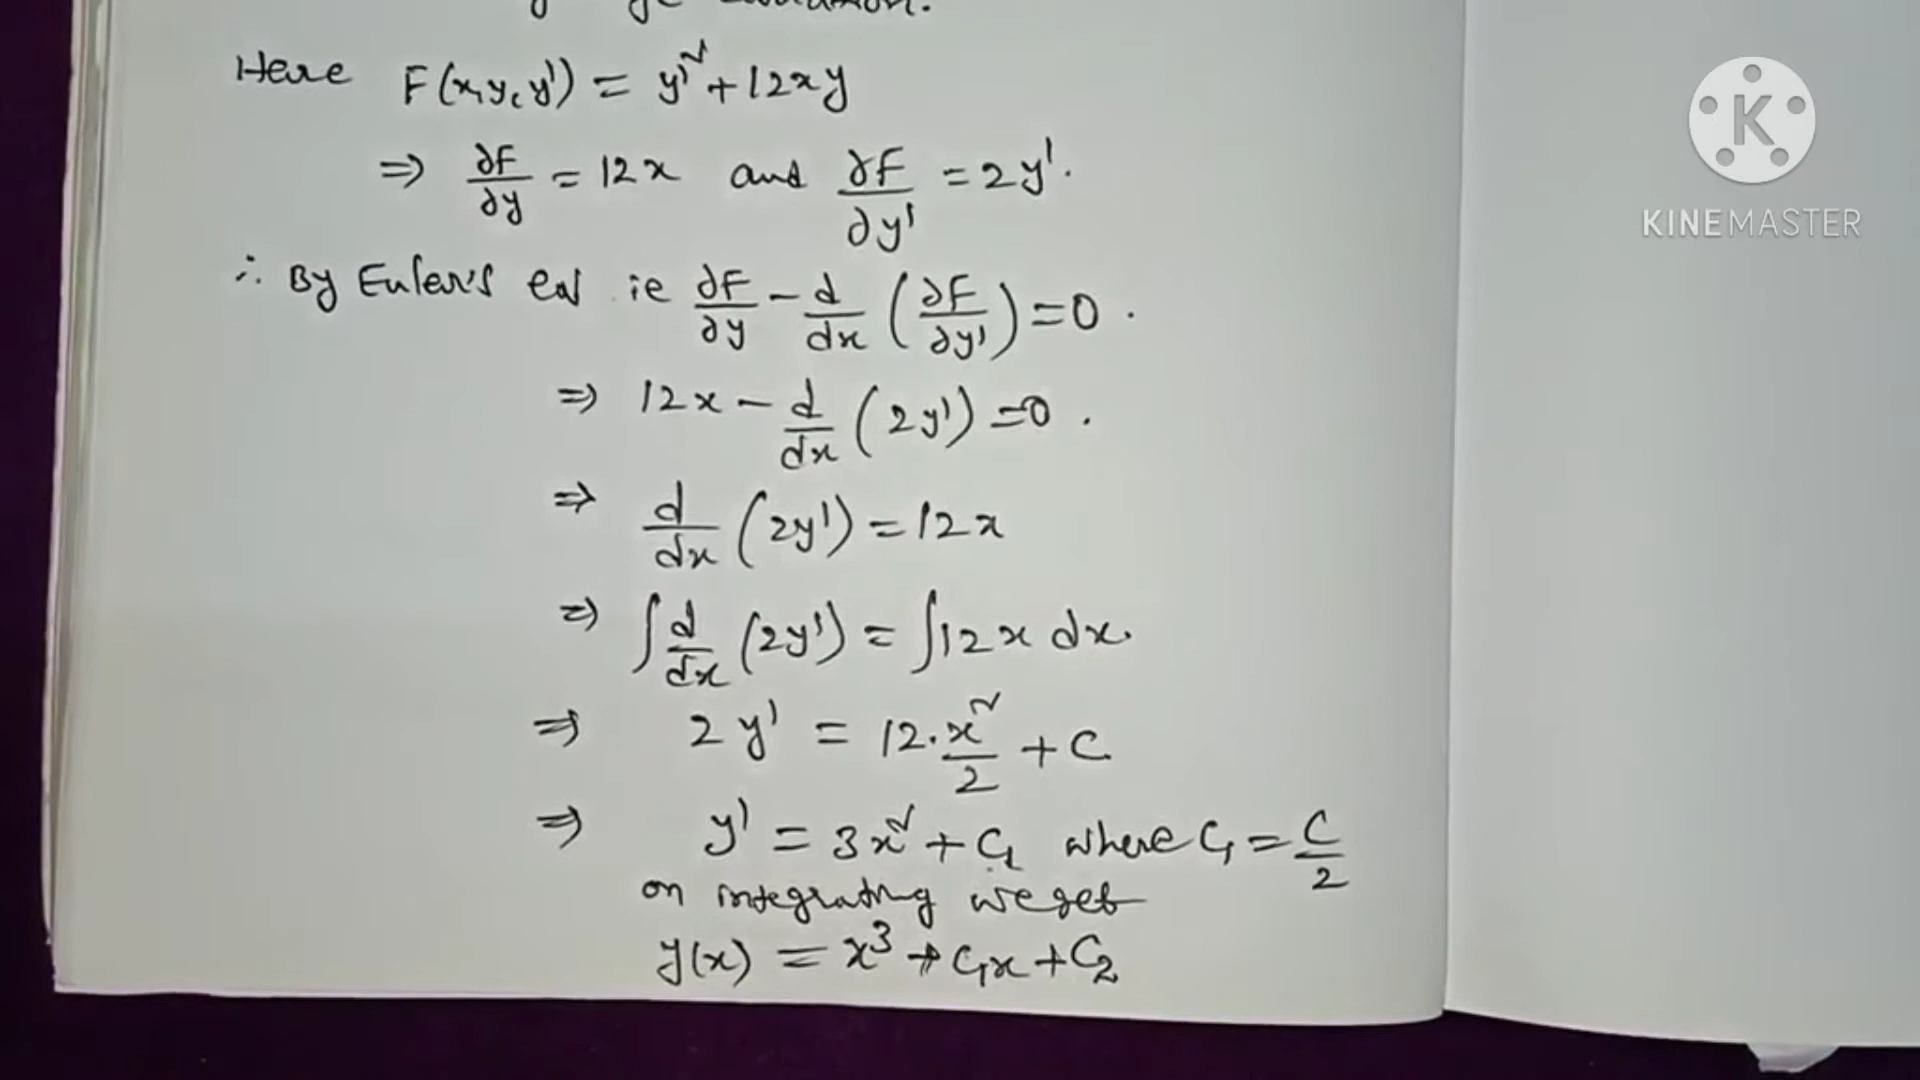 Here F(x,y,y') = y'² + 12xy
⇒ ∂F/∂y = 12x and ∂F/∂y' = 2y'.
∴ By Euler's en ie ∂F/∂y - d/dx (∂F/∂y') = 0 .
⇒ 12x - d/dx (2y') = 0 .
⇒ d/dx (2y') = 12x
⇒ ∫ d/dx (2y') = ∫12x dx.
⇒ 2y' = 12. x²/2 + C
⇒ y' = 3x² + C₁ where C₁ = C/2
on integrating we get
y(x) = x³ + C₁x + C₂
K
KINEMASTER